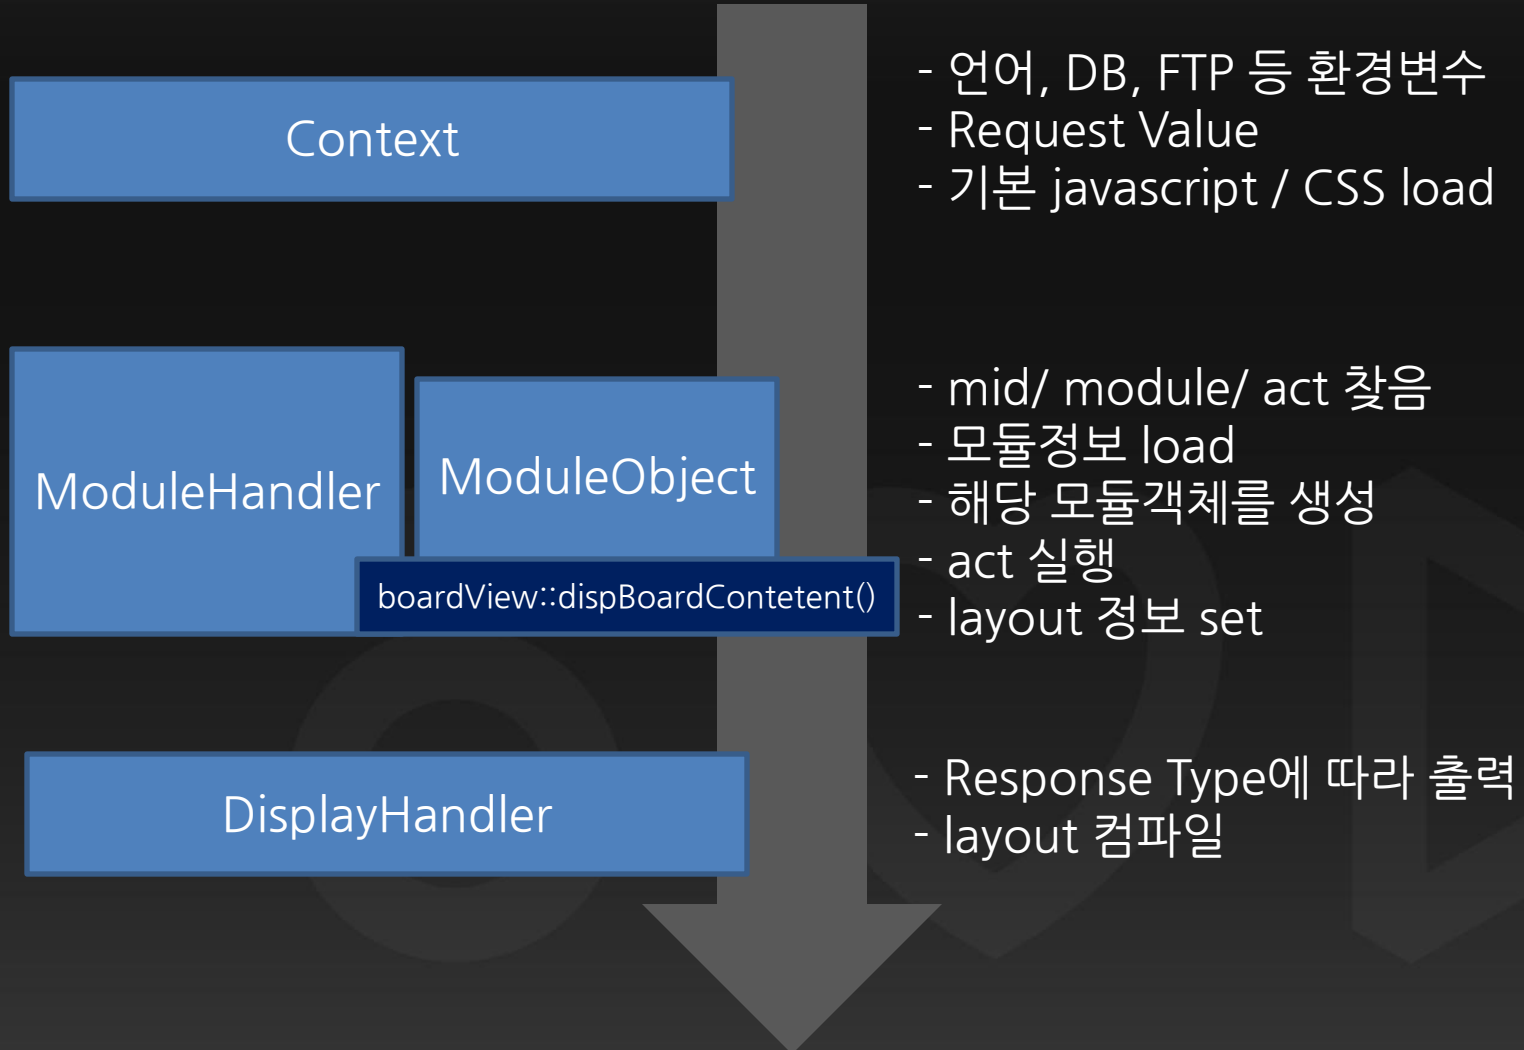 Context
- 언어, DB, FTP 등 환경변수
- Request Value
- 기본 javascript / CSS load
ModuleHandler
ModuleObject
boardView::dispBoardContetent()
- mid/ module/ act 찾음
- 모듈정보 load
- 해당 모듈객체를 생성
- act 실행
- layout 정보 set
DisplayHandler
- Response Type에 따라 출력
- layout 컴파일